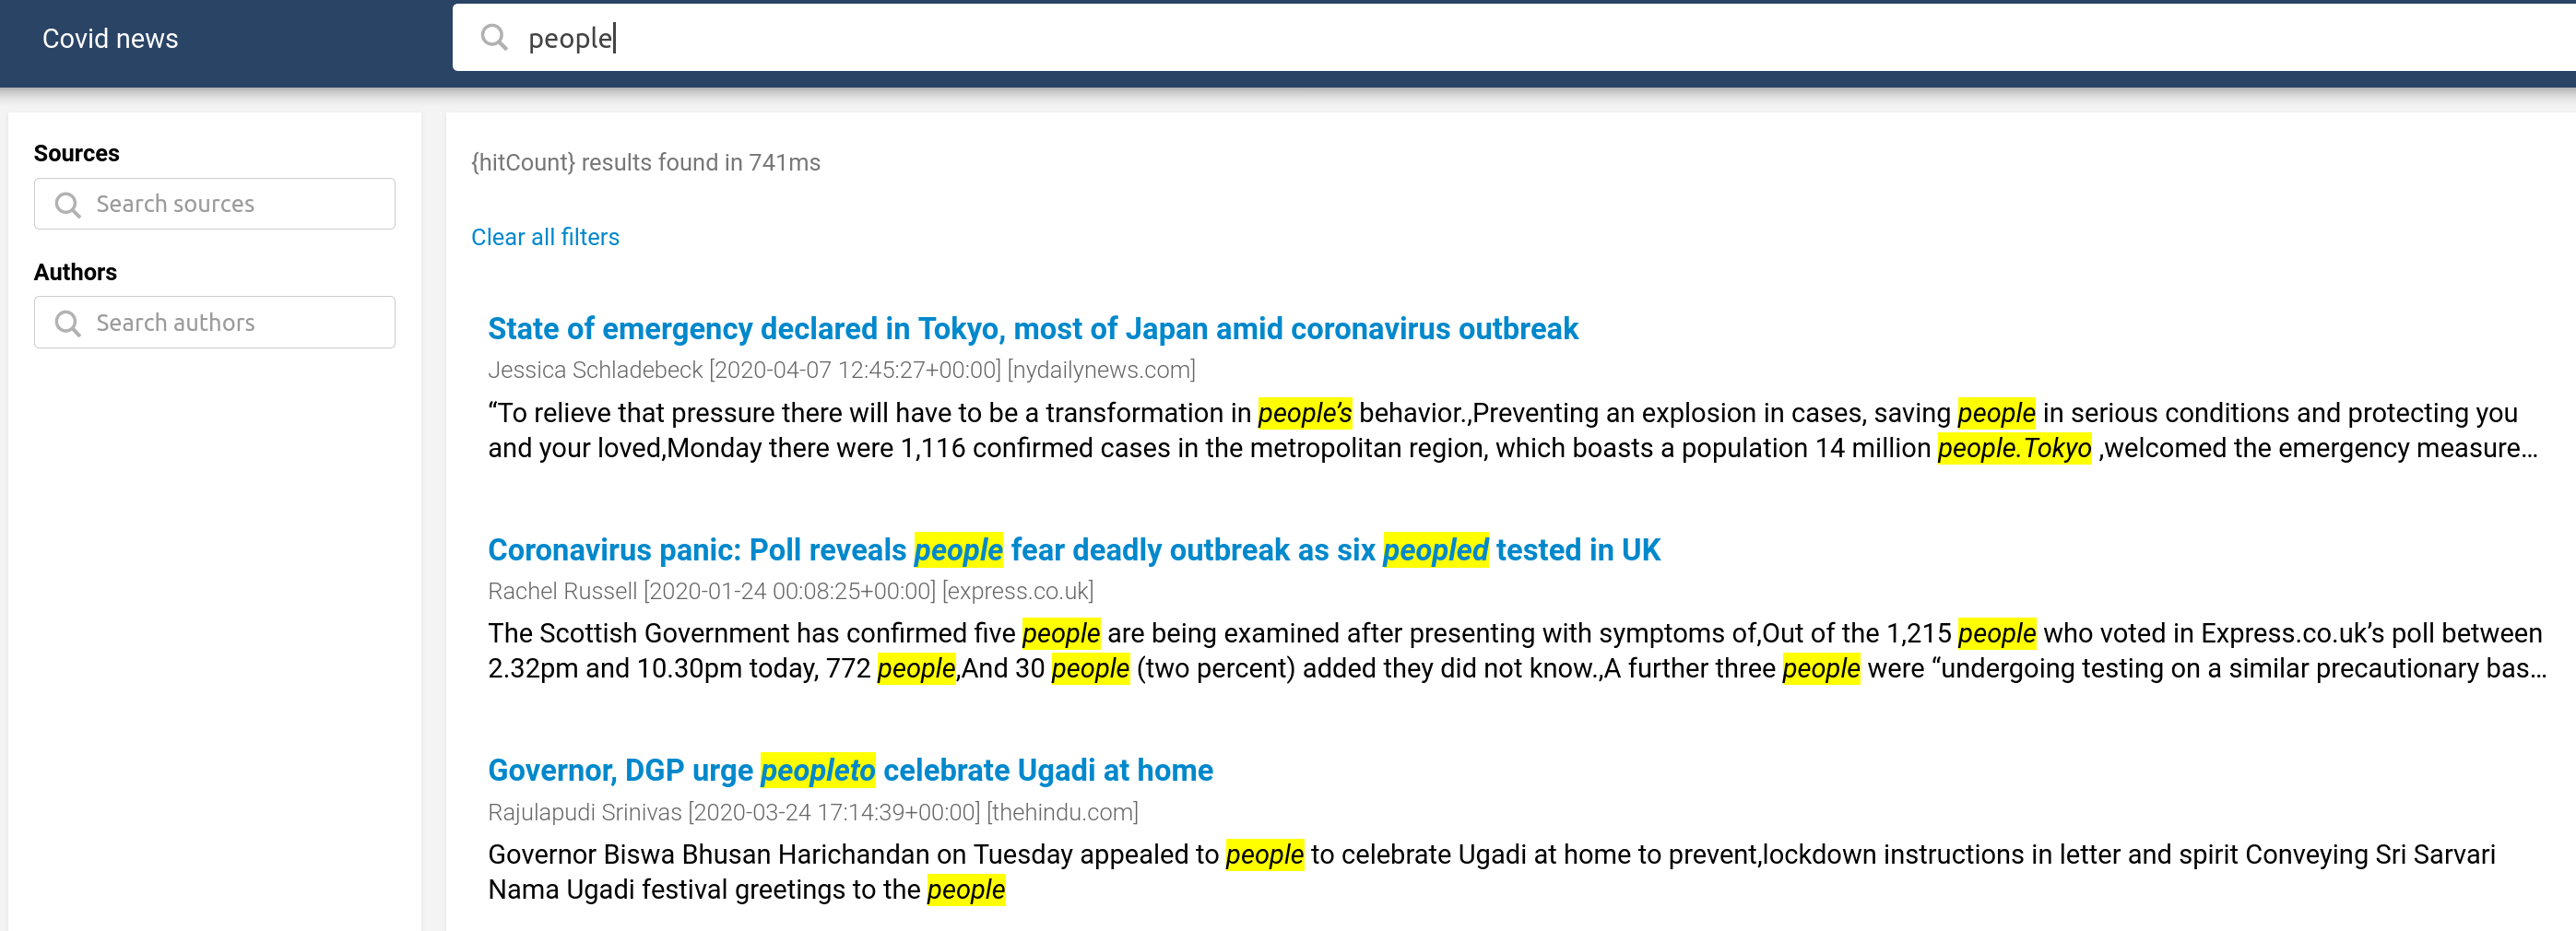 Covid news
people
Sources
Search sources
Authors
Search authors
{hitCount} results found in 741ms
Clear all filters
State of emergency declared in Tokyo, most of Japan amid coronavirus outbreak
Jessica Schladebeck [2020-04-07 12:45:27+00:00] [nydailynews.com]
“To relieve that pressure there will have to be a transformation in people’s behavior.,Preventing an explosion in cases, saving people in serious conditions and protecting you
and your loved,Monday there were 1,116 confirmed cases in the metropolitan region, which boasts a population 14 million people.Tokyo ,welcomed the emergency measure...
Coronavirus panic: Poll reveals people fear deadly outbreak as six peopled tested in UK
Rachel Russell [2020-01-24 00:08:25+00:00] [express.co.uk]
The Scottish Government has confirmed five people are being examined after presenting with symptoms of,Out of the 1,215 people who voted in Express.co.uk’s poll between
2.32pm and 10.30pm today, 772 people,And 30 people (two percent) added they did not know.,A further three people were “undergoing testing on a similar precautionary bas...
Governor, DGP urge peopleto celebrate Ugadi at home
Rajulapudi Srinivas [2020-03-24 17:14:39+00:00] [thehindu.com]
Governor Biswa Bhusan Harichandan on Tuesday appealed to people to celebrate Ugadi at home to prevent,lockdown instructions in letter and spirit Conveying Sri Sarvari
Nama Ugadi festival greetings to the people